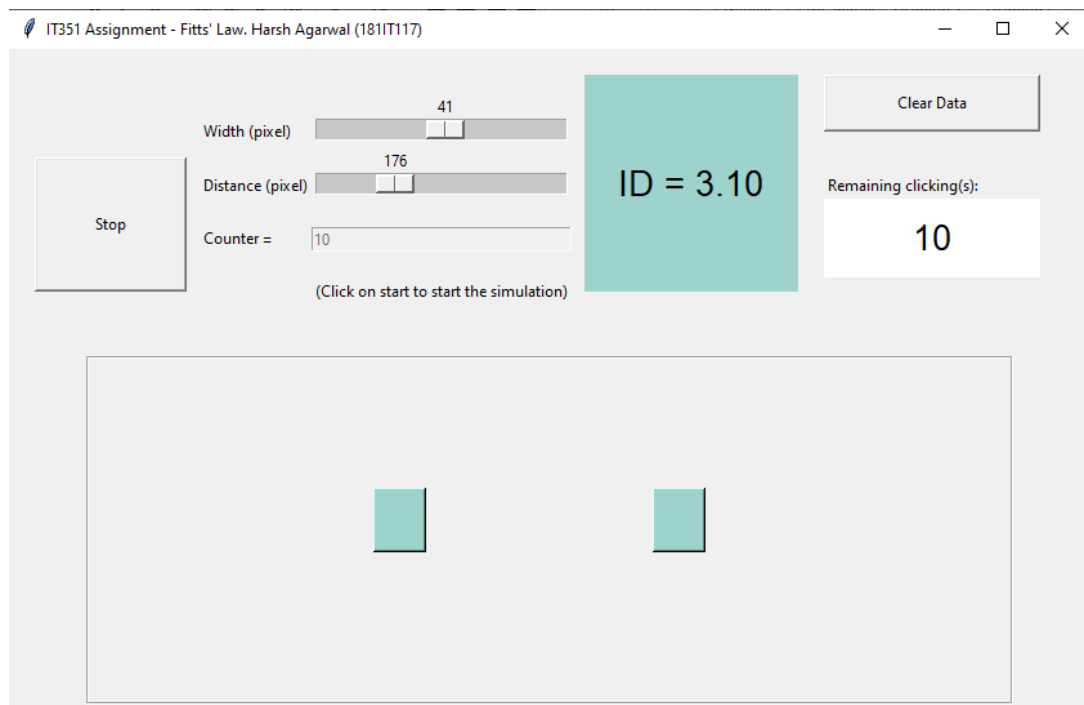 IT351 Assignment - Fitts' Law. Harsh Agarwal (181IT117)
Clear Data
41
Width (pixel)
176
Distance (pixel)
ID = 3.10
Remaining clicking(s):
Stop
Counter =
10
10
(Click on start to start the simulation)